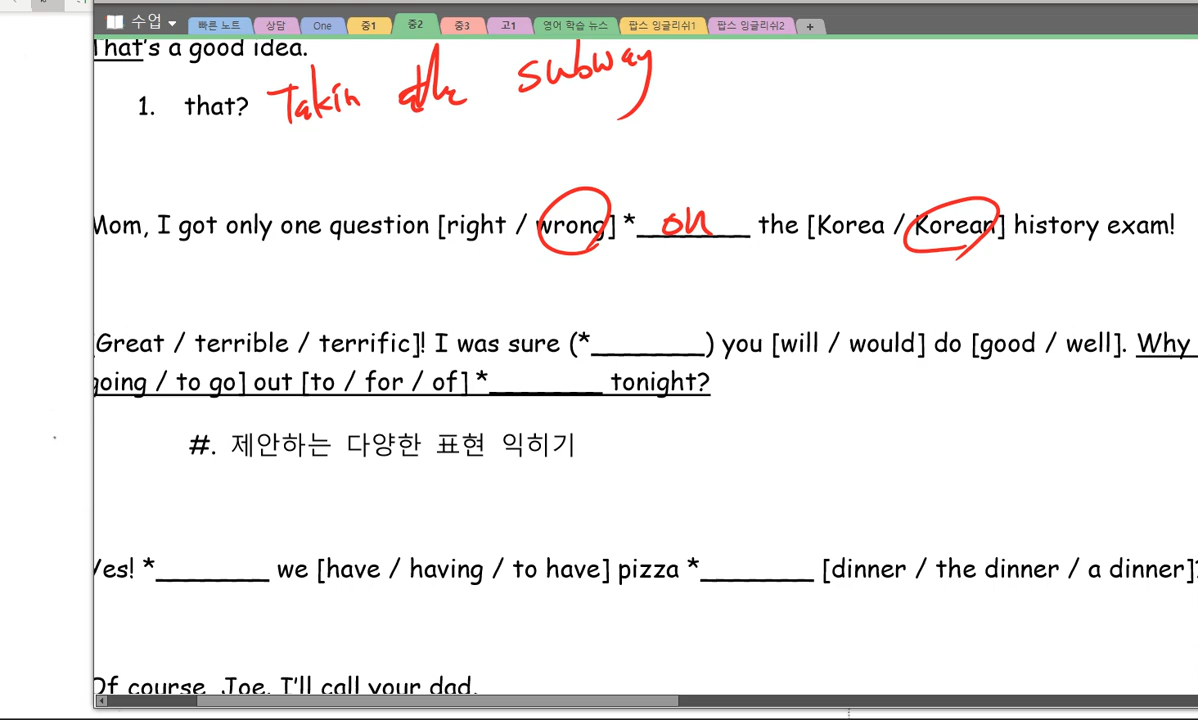 수업 빠른 노트 상담 One 중1 중2 중3 고1 영어 학습 뉴스 팝스 잉글리쉬1 팝스 잉글리쉬2 +
That's a good idea.
1. that? Takin the subway
Mom, I got only one question [right / wrong] *on the [Korea / Korean] history exam!
[Great / terrible / terrific]! I was sure (*________) you [will / would] do [good / well]. Why
going / to go] out [to / for / of] *________ tonight?
#. 제안하는 다양한 표현 익히기
Yes! *________ we [have / having / to have] pizza *________ [dinner / the dinner / a dinner]?
Of course, Joe. I'll call your dad.